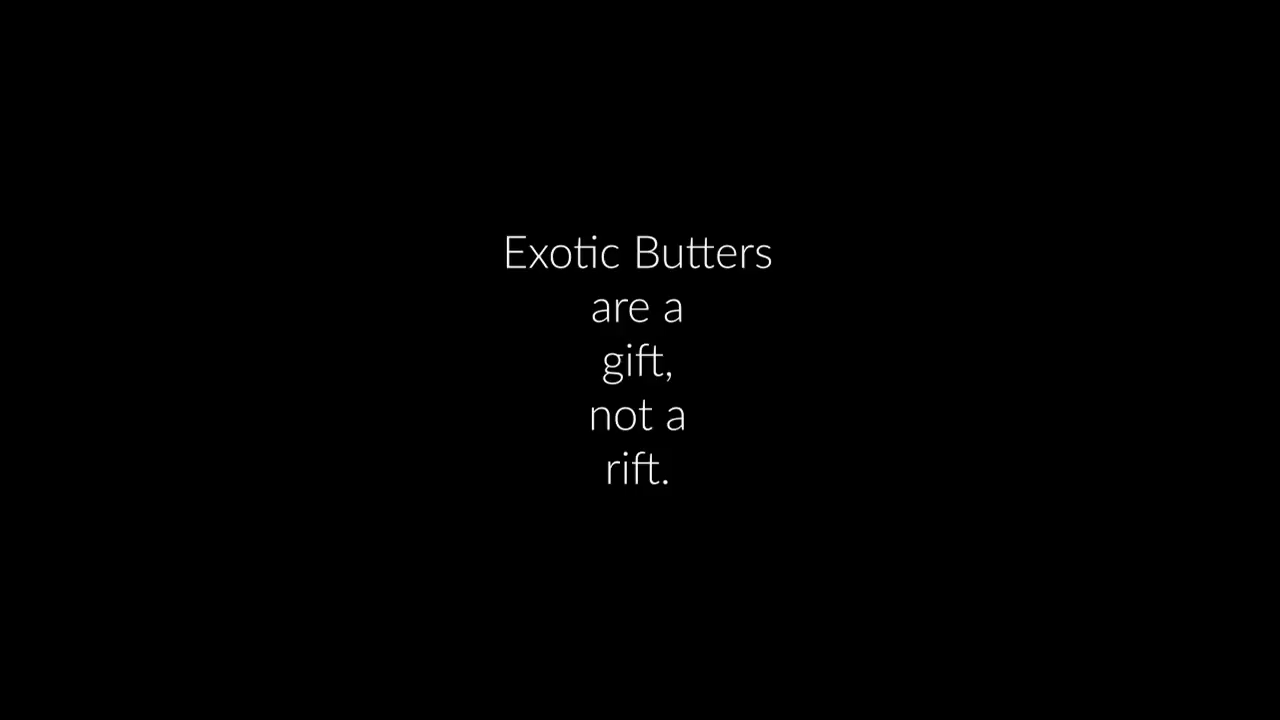 Exotic Butters
are a
gift,
not a
rift.